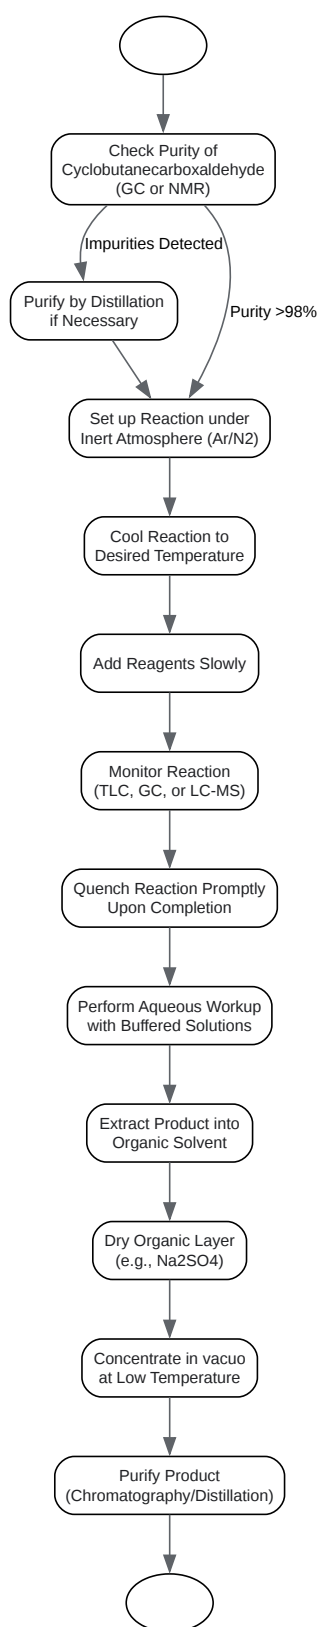 Check Purity of
Cyclobutanecarboxaldehyde
(GC or NMR)
Impurities Detected
Purify by Distillation
if Necessary
Purity >98%
Set up Reaction under
Inert Atmosphere (Ar/N2)
Cool Reaction to
Desired Temperature
Add Reagents Slowly
Monitor Reaction
(TLC, GC, or LC-MS)
Quench Reaction Promptly
Upon Completion
Perform Aqueous Workup
with Buffered Solutions
Extract Product into
Organic Solvent
Dry Organic Layer
(e.g., Na2SO4)
Concentrate in vacuo
at Low Temperature
Purify Product
(Chromatography/Distillation)